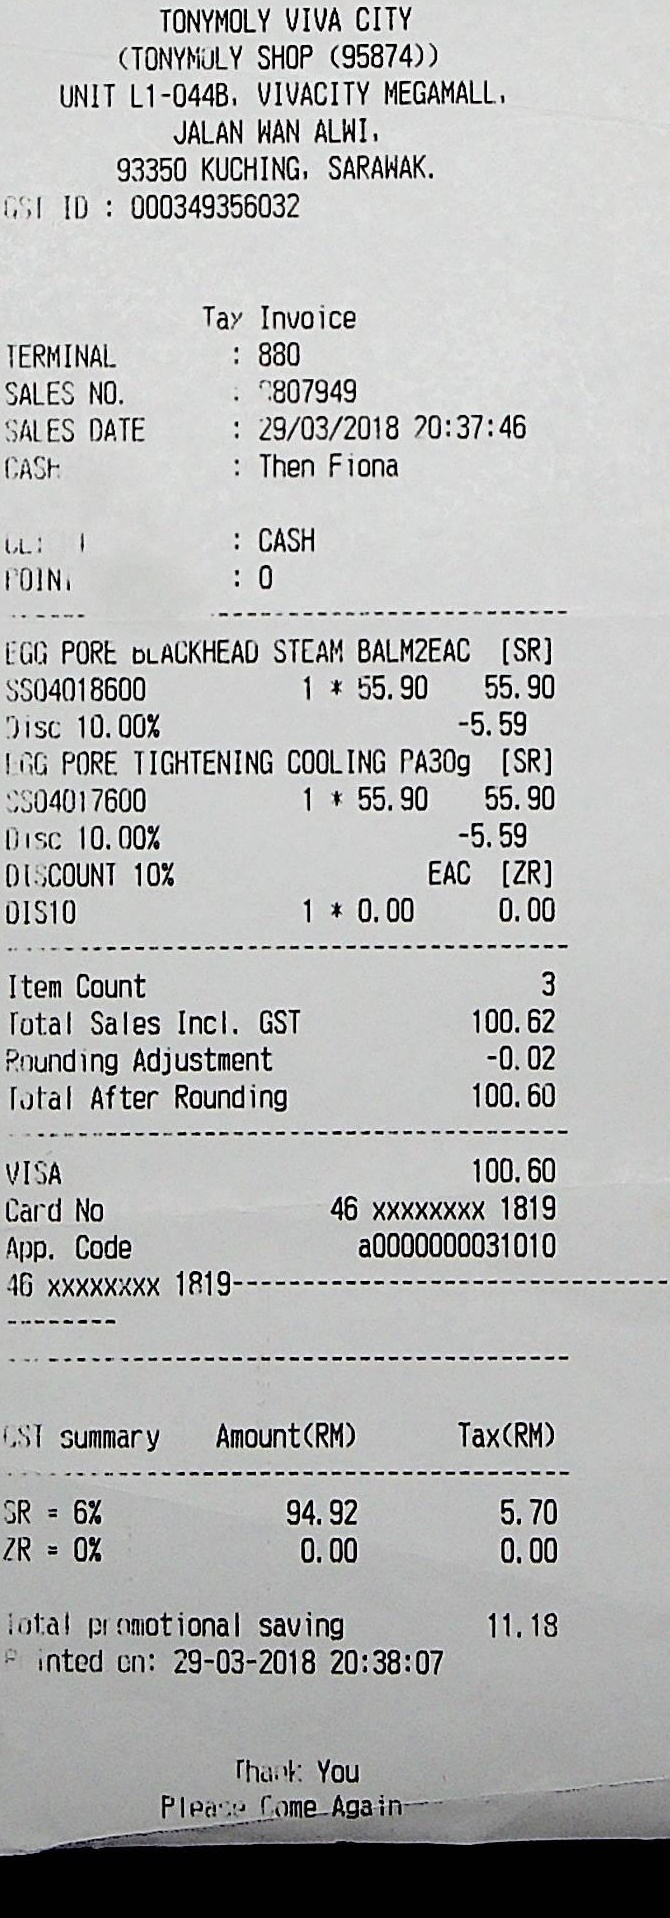 TONYMOLY VIVA CITY
(TONYMOLY SHOP (95874))
UNIT L1-044B, VIVACITY MEGAMALL,
JALAN WAN ALWI,
93350 KUCHING, SARAWAK.
GST ID : 000349356032
Tax Invoice
TERMINAL : 880
SALES NO. : 
SALES DATE : 29/03/2018 20:37:46
CASH : Then Fiona
: CASH
POINT : 0
EGG PORE BLACKHEAD STEAM BALM2EAC [SR]
SS04018600 1 * 55.90 55.90
Disc 10.00% -5.59
EGG PORE TIGHTENING COOLING PA30g [SR]
SS04017600 1 * 55.90 55.90
Disc 10.00% -5.59
DISCOUNT 10% EAC [ZR]
DIS10 1 * 0.00 0.00
Item Count 3
Total Sales Incl. GST 100.62
Rounding Adjustment -0.02
Total After Rounding 100.60
VISA 100.60
Card No 46 xxxxxxxx 1819
App. Code a0000000031010
46 xxxxxxxx 1819--------------------------------
--------
GST summary Amount(RM) Tax(RM)
SR = 6% 94.92 5.70
ZR = 0% 0.00 0.00
Total promotional saving 11.18
Printed on: 29-03-2018 20:38:07
Thank You
Please Come Again